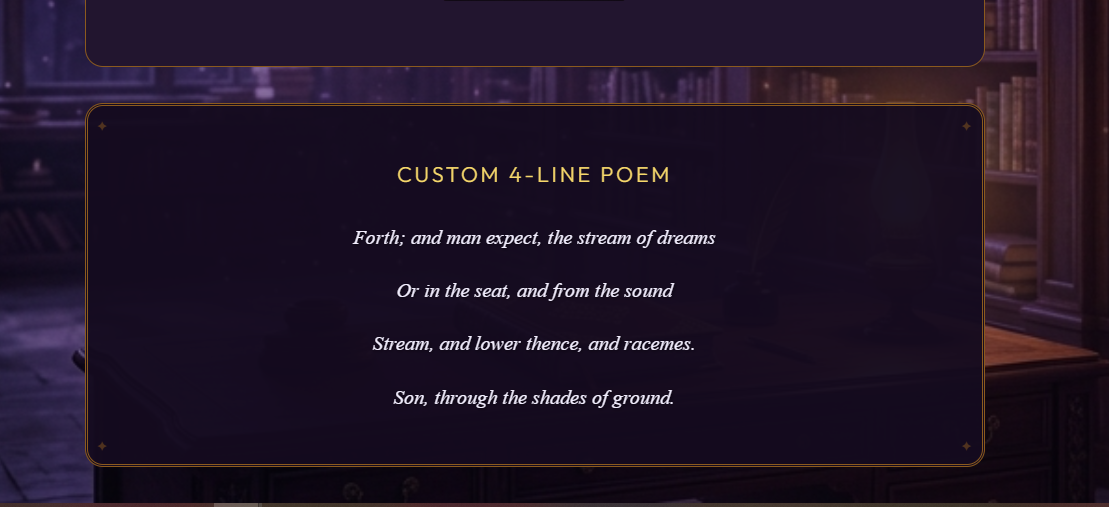 CUSTOM 4-LINE POEM
Forth; and man expect, the stream of dreams
Or in the seat, and from the sound
Stream, and lower thence, and racemes.
Son, through the shades of ground.